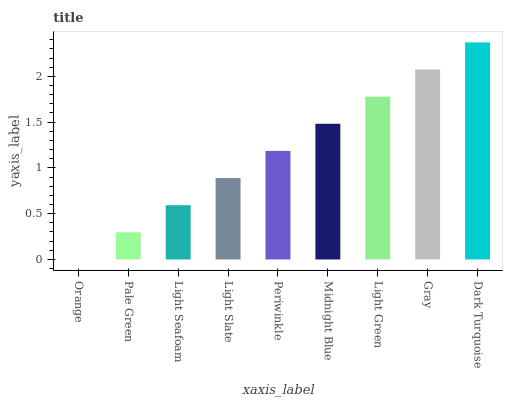 title
yaxis_label
2
1.5
1
0.5
0
Orange
Pale Green
Light Seafoam
Light Slate
Periwinkle
Midnight Blue
Light Green
Gray
Dark Turquoise
xaxis_label